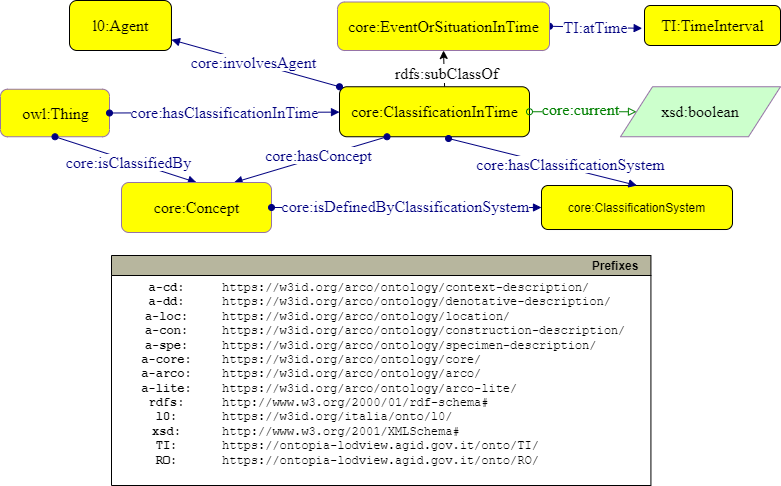 l0:Agent
core:EventOrSituationInTime
TI:atTime
TI:TimeInterval
core:involvesAgent
rdfs:subClassOf
owl:Thing
core:hasClassificationInTime
core:ClassificationInTime
core:current
xsd:boolean
core:isClassifiedBy
core:hasConcept
core:hasClassificationSystem
core:Concept
core:isDefinedByClassificationSystem
core:ClassificationSystem
Prefixes
a-cd: https://w3id.org/arco/ontology/context-description/
a-dd: https://w3id.org/arco/ontology/denotative-description/
a-loc: https://w3id.org/arco/ontology/location/
a-con: https://w3id.org/arco/ontology/construction-description/
a-spe: https://w3id.org/arco/ontology/specimen-description/
a-core: https://w3id.org/arco/ontology/core/
a-arco: https://w3id.org/arco/ontology/arco/
a-lite: https://w3id.org/arco/ontology/arco-lite/
rdfs: http://www.w3.org/2000/01/rdf-schema#
l0: https://w3id.org/italia/onto/l0/
xsd: http://www.w3.org/2001/XMLSchema#
TI: https://ontopia-lodview.agid.gov.it/onto/TI/
RO: https://ontopia-lodview.agid.gov.it/onto/RO/